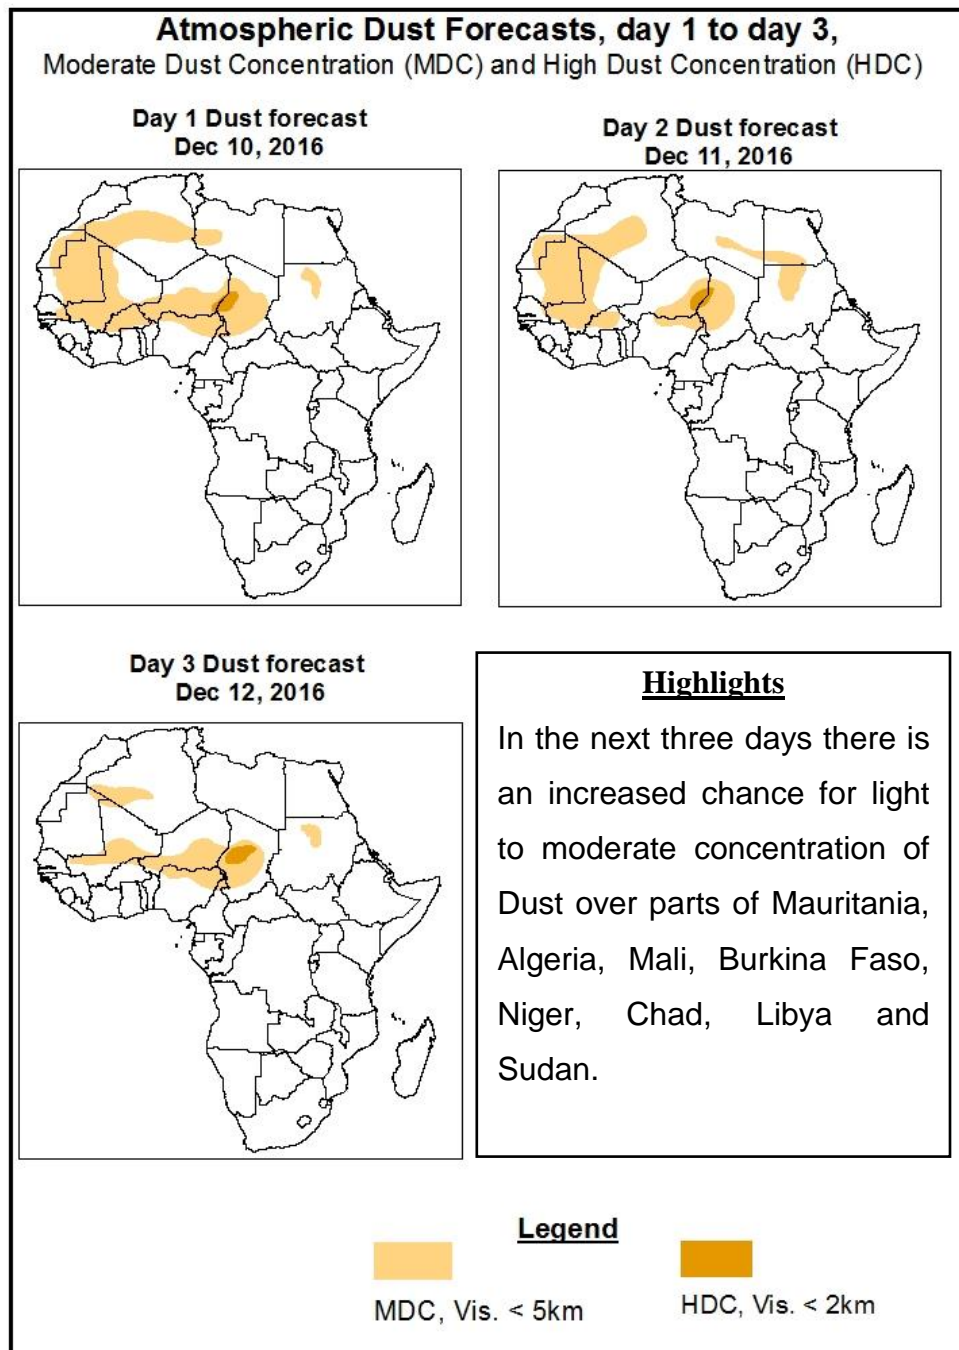 Atmospheric Dust Forecasts, day 1 to day 3,
Moderate Dust Concentration (MDC) and High Dust Concentration (HDC)
Day 1 Dust forecast
Dec 10, 2016
Day 2 Dust forecast
Dec 11, 2016
Day 3 Dust forecast
Dec 12, 2016
Highlights
In the next three days there is
an increased chance for light
to moderate concentration of
Dust over parts of Mauritania,
Algeria, Mali, Burkina Faso,
Niger, Chad, Libya and
Sudan.
Legend
MDC, Vis. < 5km
HDC, Vis. < 2km